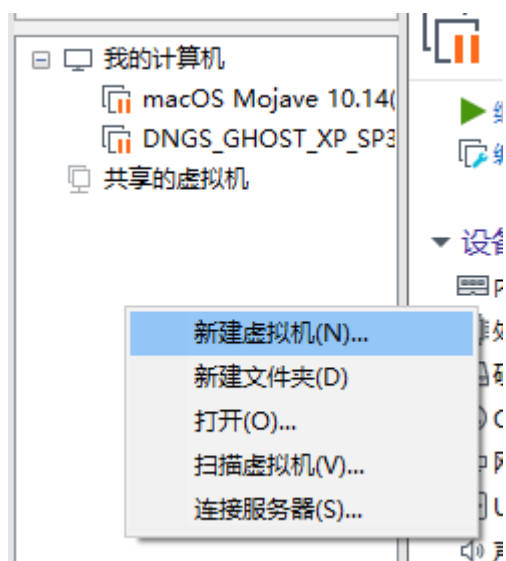 我的计算机
macOS Mojave 10.14(
DNGS_GHOST_XP_SP3
共享的虚拟机
设备
新建虚拟机(N)...
新建文件夹(D)
打开(O)...
扫描虚拟机(V)...
连接服务器(S)...